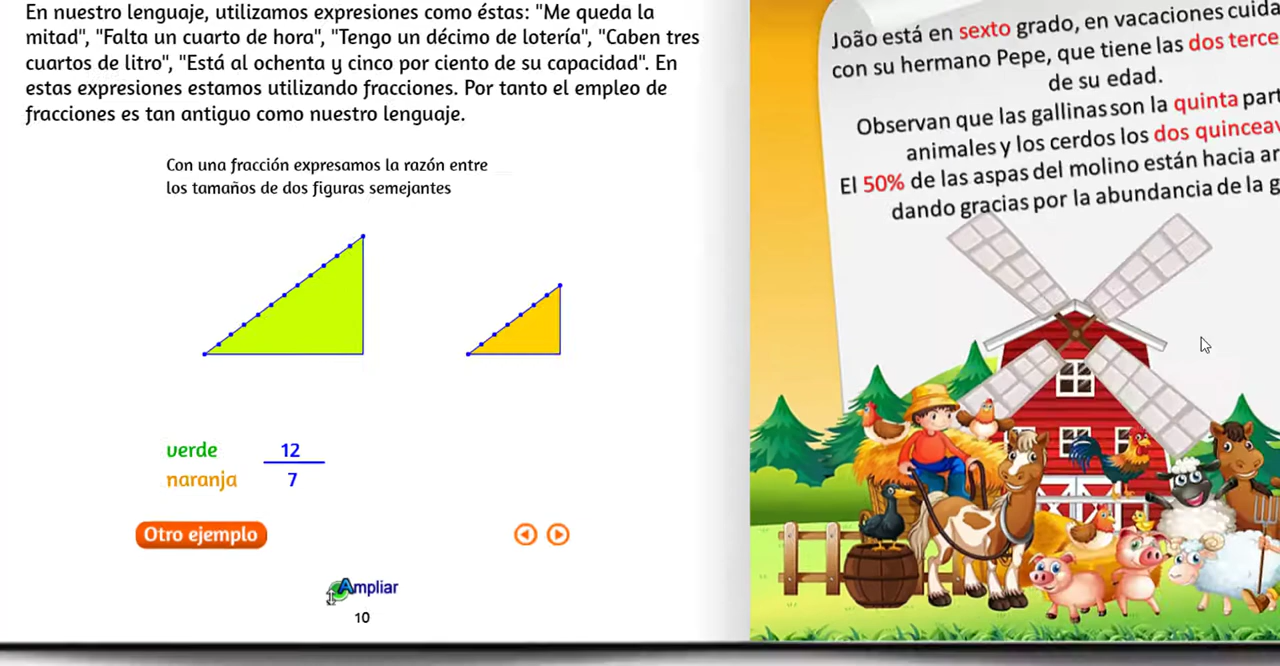 En nuestro lenguaje, utilizamos expresiones como éstas: "Me queda la
mitad", "Falta un cuarto de hora", "Tengo un décimo de lotería", "Caben tres
cuartos de litro", "Está al ochenta y cinco por ciento de su capacidad". En
estas expresiones estamos utilizando fracciones. Por tanto el empleo de
fracciones es tan antiguo como nuestro lenguaje.
Con una fracción expresamos la razón entre
los tamaños de dos figuras semejantes
verde 12
naranja 7
Otro ejemplo
Ampliar
10
João está en sexto grado, en vacaciones cuida
con su hermano Pepe, que tiene las dos
de su edad.
Observan que las gallinas son la quinta
animales y los cerdos los dos
El 50% de las aspas del molino están hacia
dando gracias por la abundancia de la